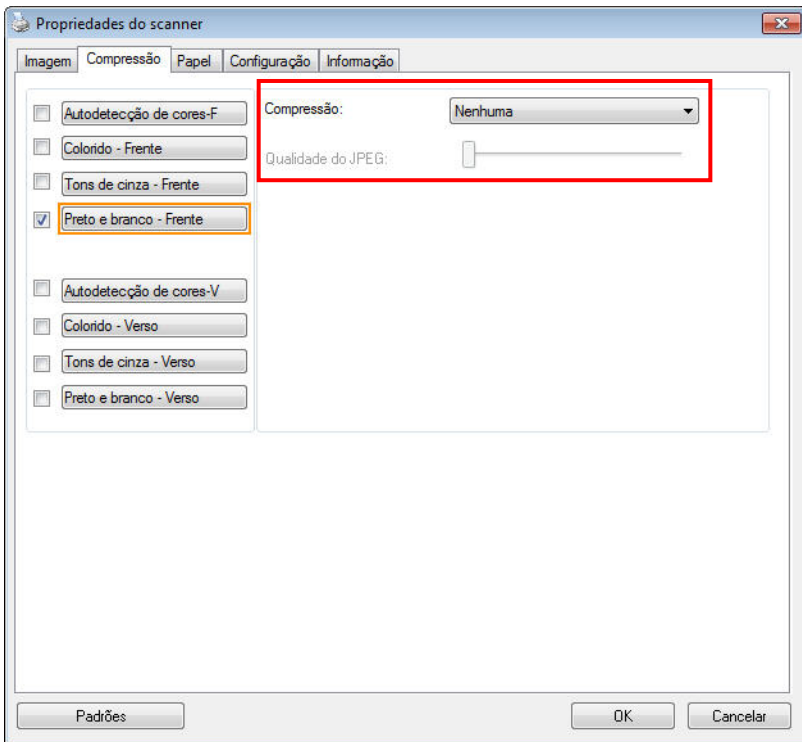 Propriedades do scanner
Imagem Compressão Papel Configuração Informação
Autodetecção de cores-F
Colorido - Frente
Tons de cinza - Frente
Preto e branco - Frente
Autodetecção de cores-V
Colorido - Verso
Tons de cinza - Verso
Preto e branco - Verso
Compressão: Nenhuma
Qualidade do JPEG:
Padrões OK Cancelar